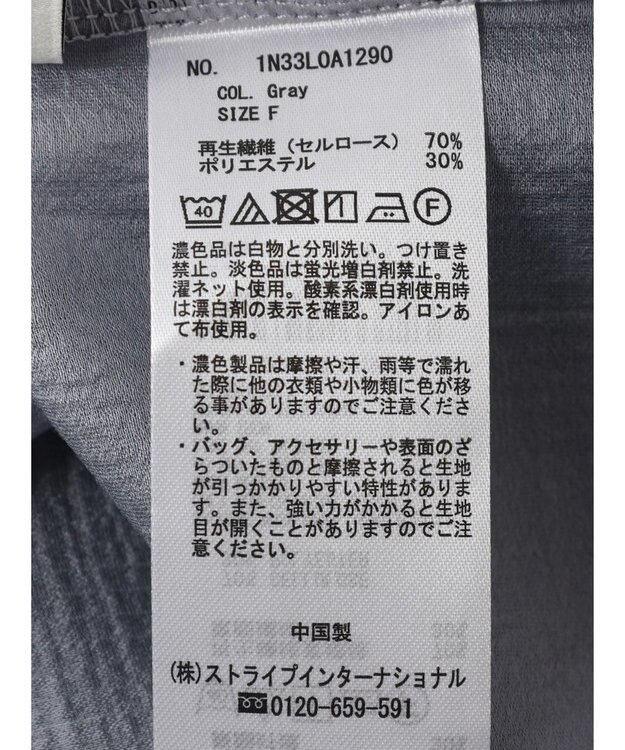 NO. 1N33L0A1290
COL. Gray
SIZE F
再生繊維（セルロース） 70%
ポリエステル 30%
40 F
濃色品は白物と分別洗い。つけ置き
禁止。淡色品は蛍光増白剤禁止。洗
濯ネット使用。酸素系漂白剤使用時
は漂白剤の表示を確認。アイロンあ
て布使用。
・濃色製品は摩擦や汗、雨等で濡れ
た際に他の衣類や小物類に色が移
る事がありますのでご注意くださ
い。
・バッグ、アクセサリーや表面のざ
らついたものと摩擦されると生地
が引っかかりやすい特性がありま
す。また、強い力がかかると生地
目が開くことがありますのでご注
意ください。
中国製
(株)ストライプインターナショナル
0120-659-591